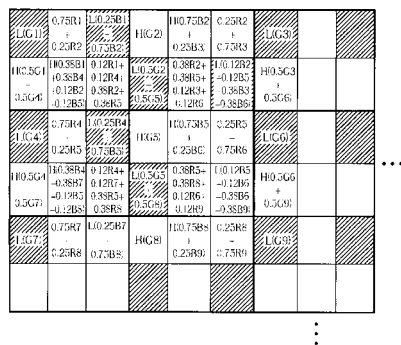 L(G1) 0.75R1 L(0.25B1 H(G2) H(0.75B2 0.25R2 L(G3)
+ + + +
0.25R2 0.75B2) 0.25B3) 0.75R3
H(0.5G1 H(0.38B1 0.12R1+ L(0.5G2 0.38R2+ L(0.12B2 H(0.5G3
+ +0.38B4 0.12R4+ + 0.38R5+ +0.12B5 +
0.5G4) +0.12B2 0.38R2+ 0.5G5) 0.12R3+ +0.38B3 0.5G6)
+0.12B5) 0.38R5 0.12R6 +0.38B6)
L(G4) 0.75R4 L(0.25B4 H(G5) H(0.75B5 0.25R5 L(G6)
+ + + +
0.25R5 0.75B5) 0.25B6) 0.75R6
H(0.5G4 H(0.38B4 0.12R4+ L(0.5G5 0.38R5+ L(0.12B5 H(0.5G6
+ +0.38B7 0.12R7+ + 0.38R8+ +0.12B6 +
0.5G7) +0.12B5 0.38R5+ 0.5G8) 0.12R6+ +0.38B6 0.5G9)
+0.12B8) 0.38R8 0.12R9 +0.38B9)
L(G7) 0.75R7 L(0.25B7 H(G8) H(0.75B8 0.25R8 L(G9)
+ + + +
0.25R8 0.75B8) 0.25B9) 0.75R9